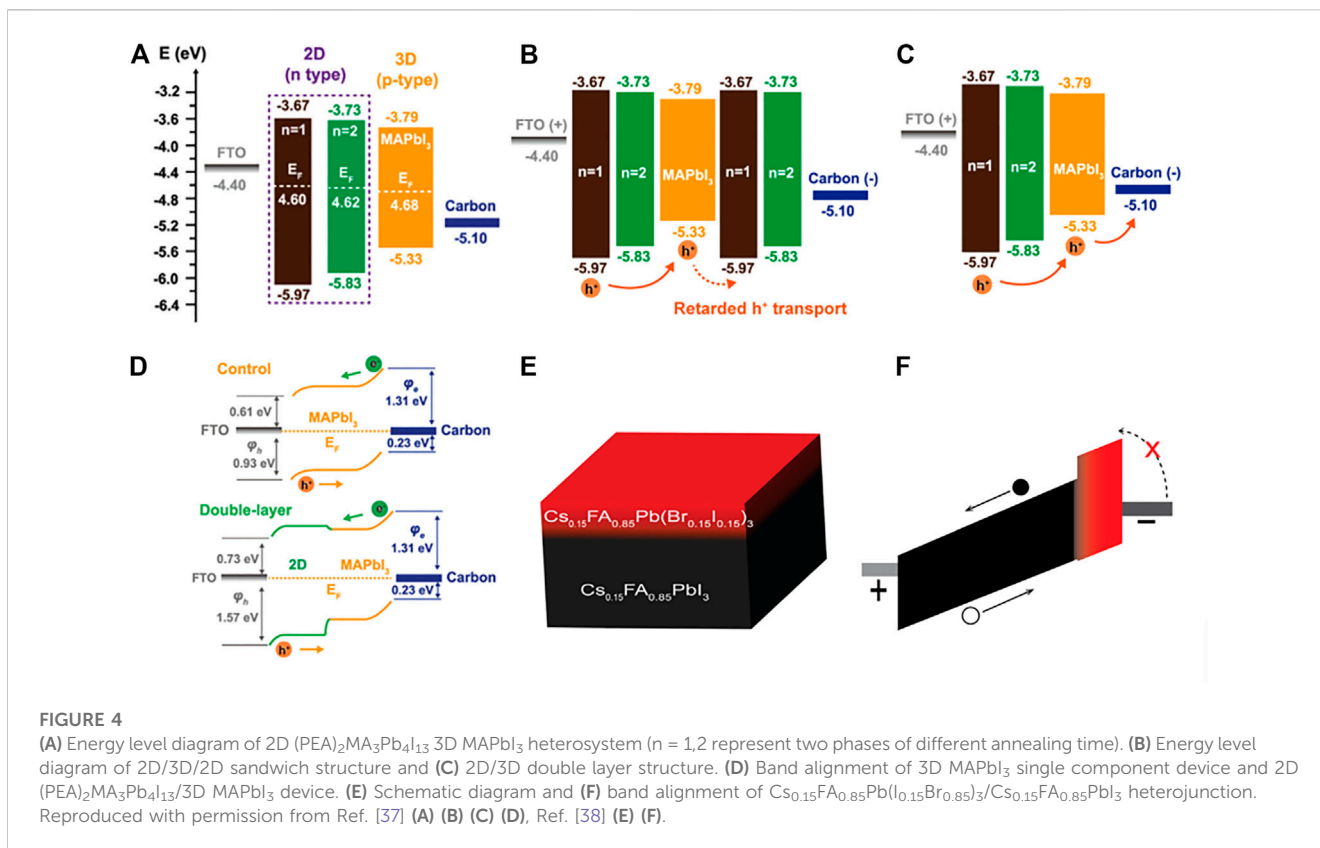 A
E (eV)
-3.2
-3.6
-4.0
-4.4
-4.8
-5.2
-5.6
-6.0
-6.4
FTO
-4.40
2D
(n type)
-3.67
n=1
E_F
4.60
-5.97
-3.73
n=2
E_F
4.62
-5.83
3D
(p-type)
-3.79
MAPbI₃
E_F
4.68
-5.33
Carbon
-5.10
B
FTO (+)
-4.40
-3.67
n=1
-5.97
h⁺
-3.73
n=2
-5.83
-3.79
MAPbI₃
-5.33
h⁺
-3.67
n=1
-5.97
-3.73
n=2
-5.83
Carbon (-)
-5.10
Retarded h⁺ transport
C
FTO (+)
-4.40
-3.67
n=1
-5.97
h⁺
-3.73
n=2
-5.83
-3.79
MAPbI₃
-5.33
h⁺
Carbon (-)
-5.10
D
Control
e
0.61 eV
φₑ
1.31 eV
FTO
MAPbI₃
E_F
Carbon
φₕ
0.93 eV
0.23 eV
h⁺
Double-layer
0.73 eV
φₑ
1.31 eV
FTO
2D
MAPbI₃
E_F
Carbon
φₕ
1.57 eV
0.23 eV
h⁺
E
Cs₀.₁₅FA₀.₈₅Pb(Br₀.₁₅I₀.₁₅)₃
Cs₀.₁₅FA₀.₈₅PbI₃
F
X
−
+
FIGURE 4
(A) Energy level diagram of 2D (PEA)₂MA₃Pb₄I₁₃ 3D MAPbI₃ heterosystem (n = 1,2 represent two phases of different annealing time). (B) Energy level
diagram of 2D/3D/2D sandwich structure and (C) 2D/3D double layer structure. (D) Band alignment of 3D MAPbI₃ single component device and 2D
(PEA)₂MA₃Pb₄I₁₃/3D MAPbI₃ device. (E) Schematic diagram and (F) band alignment of Cs₀.₁₅FA₀.₈₅Pb(I₀.₁₅Br₀.₈₅)₃/Cs₀.₁₅FA₀.₈₅PbI₃ heterojunction.
Reproduced with permission from Ref. [37] (A) (B) (C) (D), Ref. [38] (E) (F).